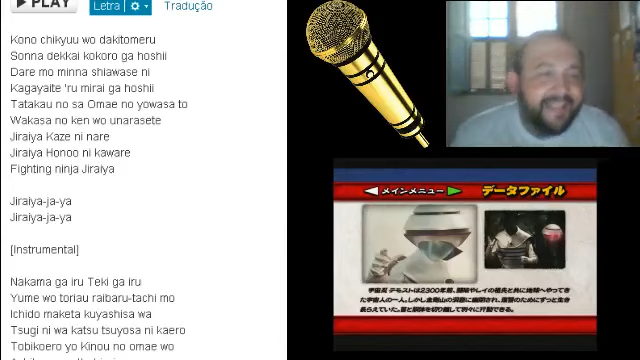 PLAY
Letra
Tradução
Kono chikyuu wo dakitomeru
Sonna dekkai kokoro ga hoshii
Dare mo minna shiawase ni
Kagayaite 'ru mirai ga hoshii
Tatakau no sa Omae no yowasa to
Wakasa no ken wo unarasete
Jiraiya Kaze ni nare
Jiraiya Honoo ni kaware
Fighting ninja Jiraiya
Jiraiya-ja-ya
Jiraiya-ja-ya
[Instrumental]
Nakama ga iru Teki ga iru
Yume wo toriau raibaru-tachi mo
Ichido maketa kuyashisa wa
Tsugi ni wa katsu tsuyosa ni kaero
Tobikoero yo Kinou no omae wo
メインメニュー
データファイル